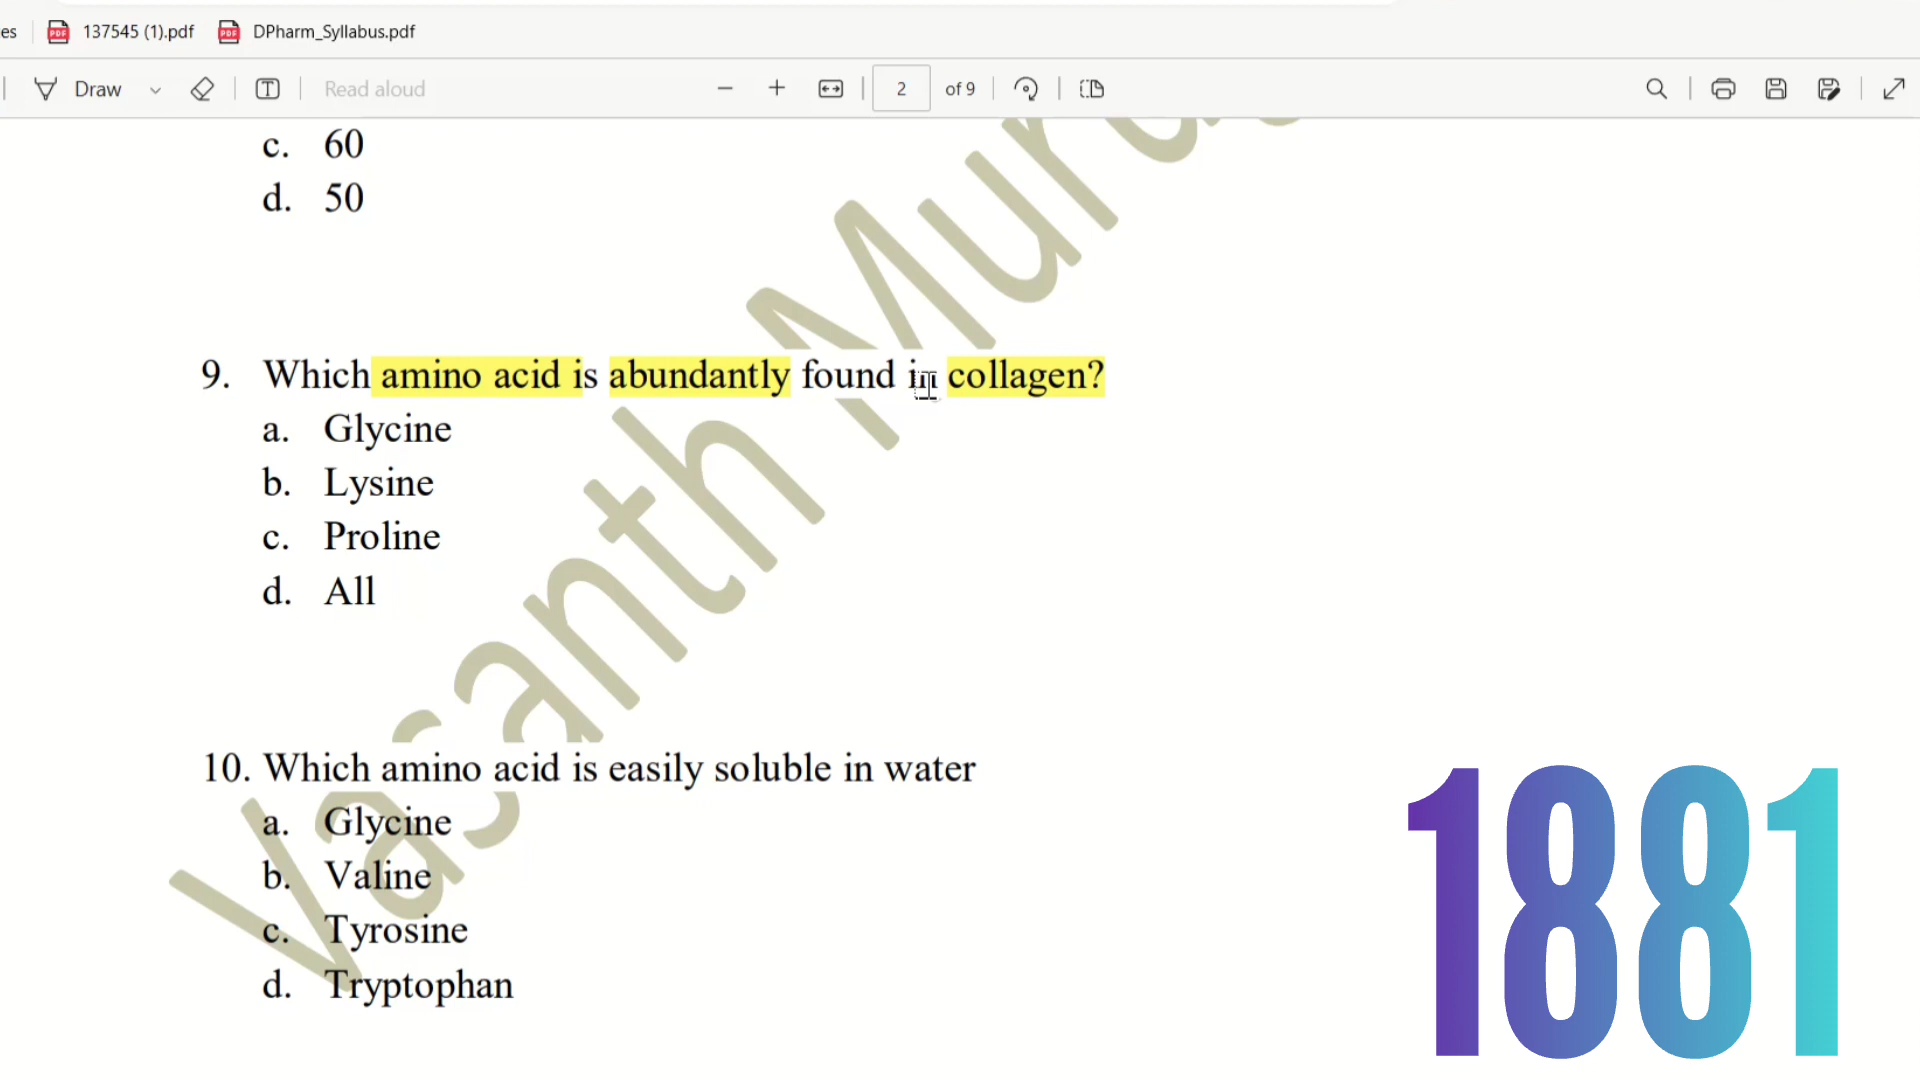 es 137545 (1).pdf DPharm_Syllabus.pdf
Draw Read aloud 2 of 9
c. 60
d. 50
9. Which amino acid is abundantly found in collagen?
a. Glycine
b. Lysine
c. Proline
d. All
10. Which amino acid is easily soluble in water
a. Glycine
b. Valine
c. Tyrosine
d. Tryptophan
Vasanth
1881